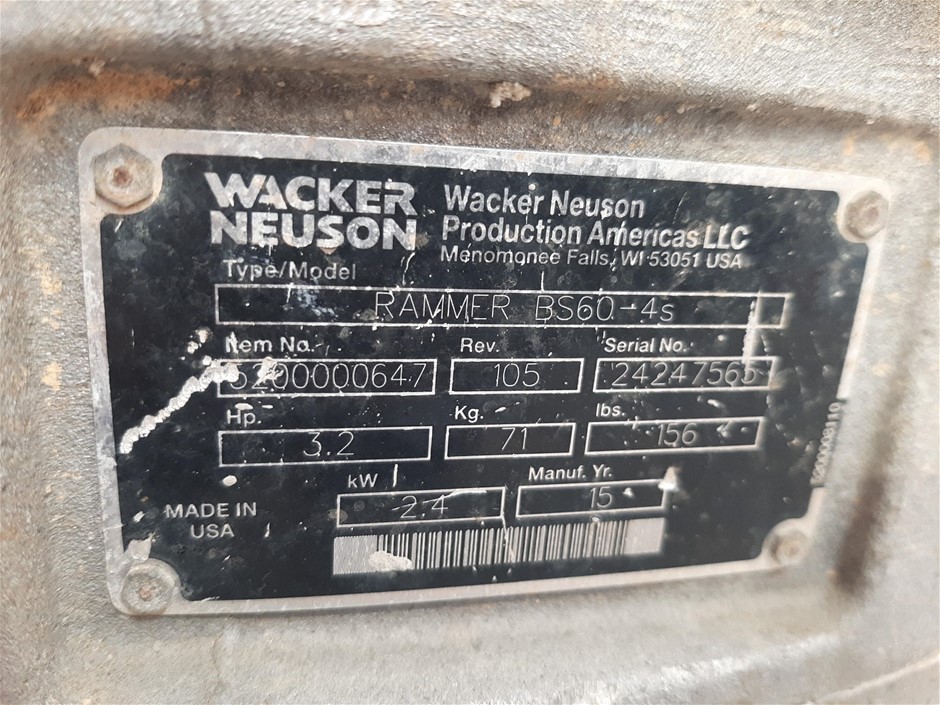 WACKER
NEUSON
Wacker Neuson
Production Americas LLC
Menomonee Falls, WI 53051 USA
Type/Model
RAMMER BS60-4s
Item No. Rev. Serial No.
5200000647 105 24247565
Hp. Kg. lbs.
3.2 71 156
kW Manuf. Yr.
2.4 15
MADE IN
USA